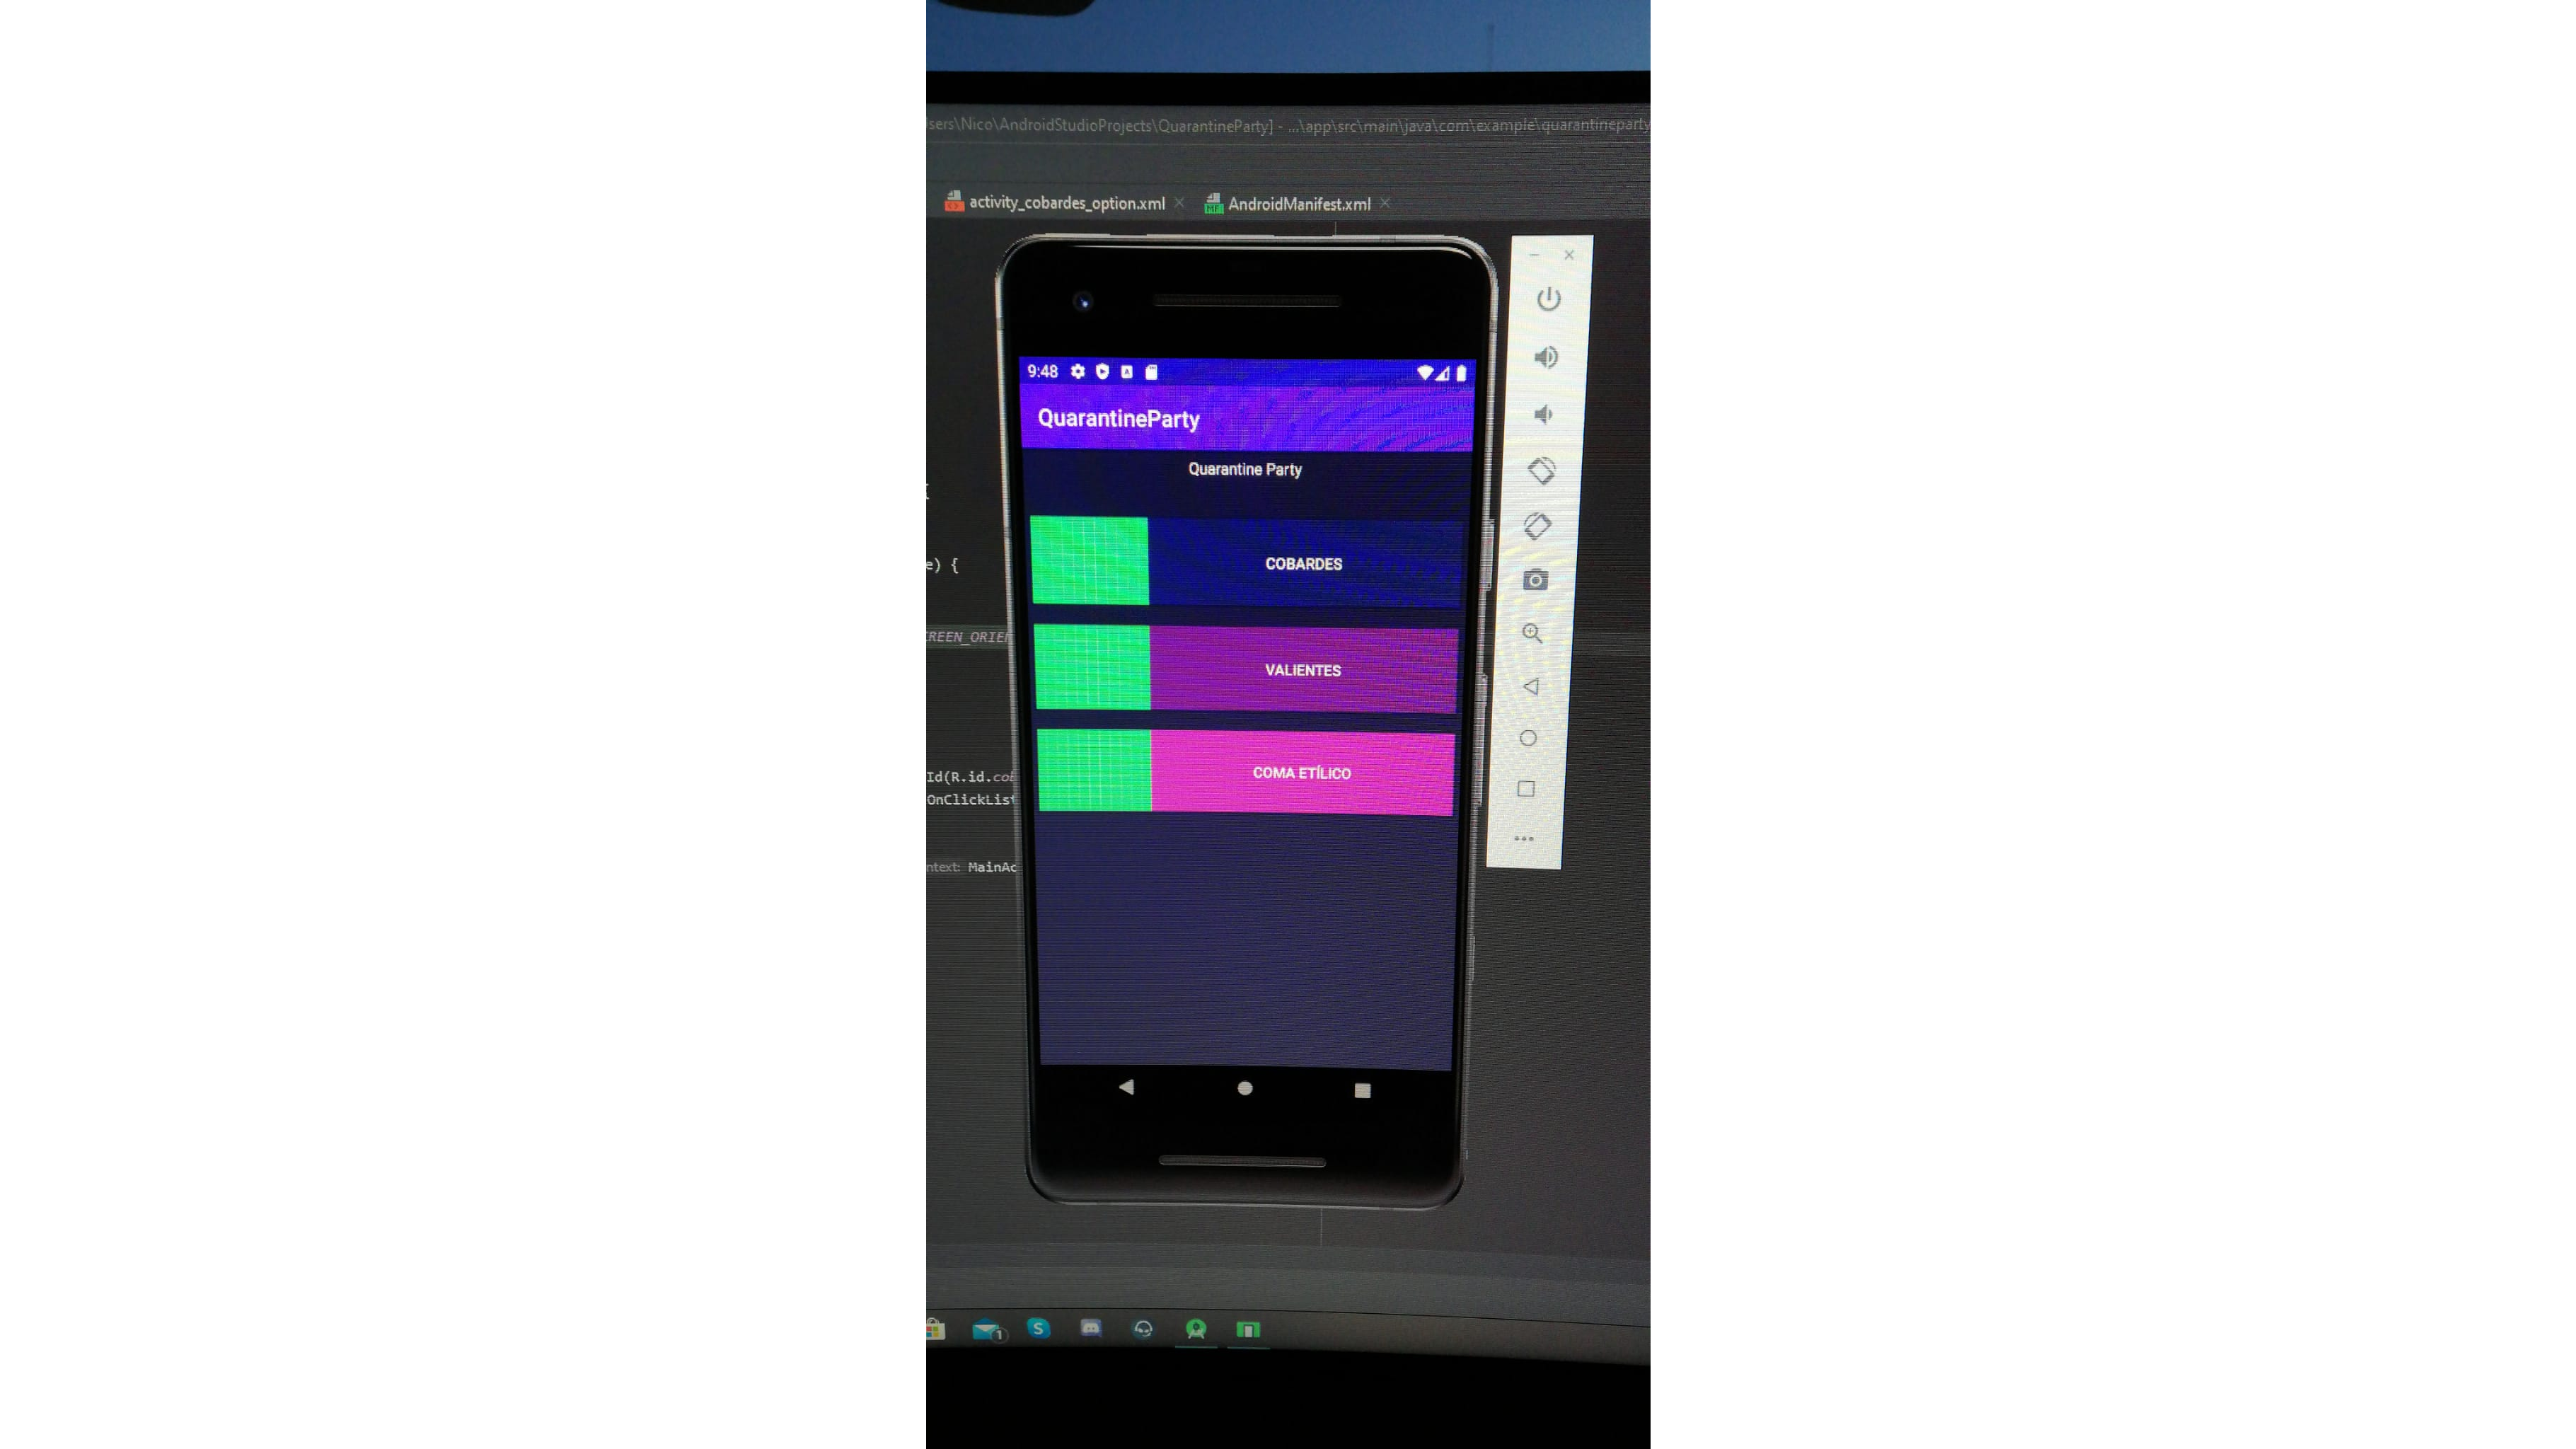 sers\Nico\AndroidStudioProjects\QuarantineParty] - ...\app\src\main\java\com\example\quarantineparty
activity_cobardes_option.xml
AndroidManifest.xml
9:48
QuarantineParty
Quarantine Party
COBARDES
e) {
VALIENTES
CREEN_ORIE
COMA ETÍLICO
Id(R.id.cob
OnClickList
ntext: MainAc
1